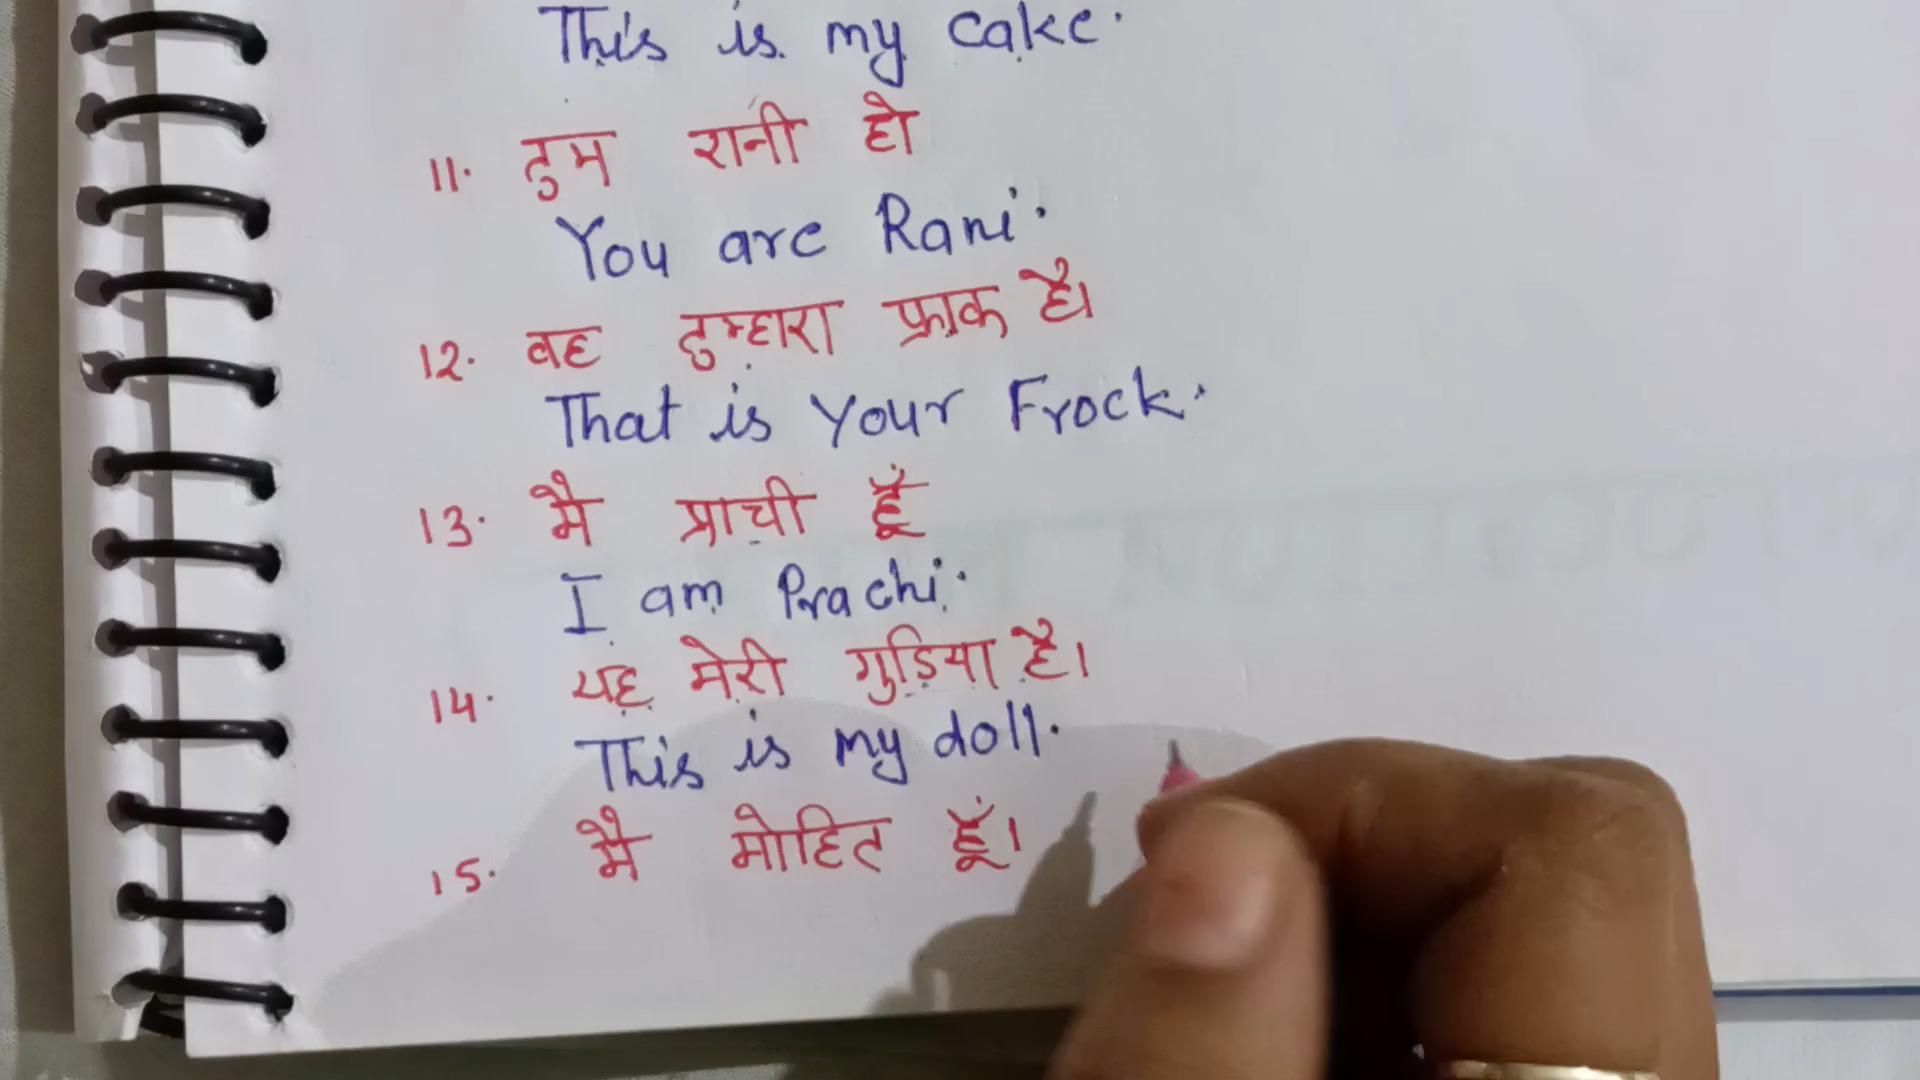 This is my cake.
11. तुम रानी हो
You are Rani.
12. वह तुम्हारा फ्राक है।
That is your Frock.
13. मै प्राची हूँ
I am Prachi.
14. यह मेरी गुड़िया है।
This is my doll.
15. मै मोहित हूँ।